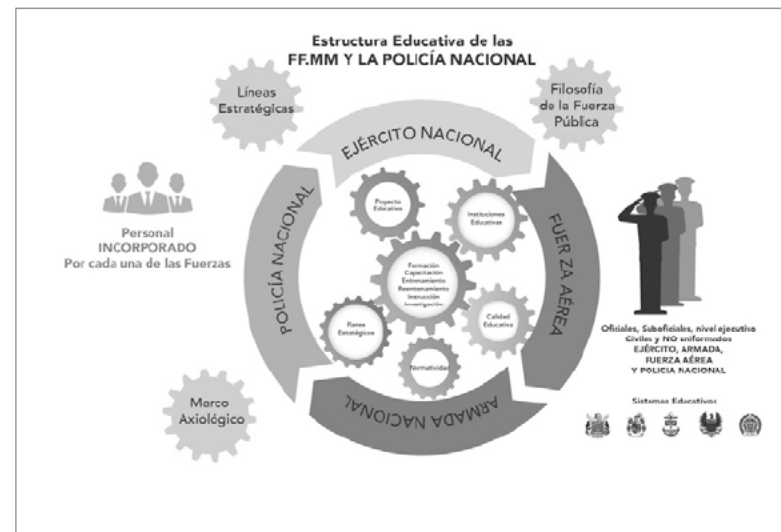 Estructura Educativa de las
FF.MM Y LA POLICÍA NACIONAL
Líneas
Estratégicas
Filosofía
de la Fuerza
Pública
EJÉRCITO NACIONAL
POLICÍA NACIONAL
FUERZA AÉREA
ARMADA NACIONAL
Proyecto
Educativo
Instituciones
Educativas
Formación
Capacitación
Entrenamiento
Reentenamiento
Instrucción
Investigación
Planes
Estratégicos
Calidad
Educativa
Normatividad
Personal
INCORPORADO
Por cada una de las Fuerzas
Marco
Axiológico
Oficiales, Suboficiales, nivel ejecutivo
Civiles y NO uniformados
EJÉRCITO, ARMADA,
FUERZA AÉREA
Y POLICIA NACIONAL
Sistemas Educativos